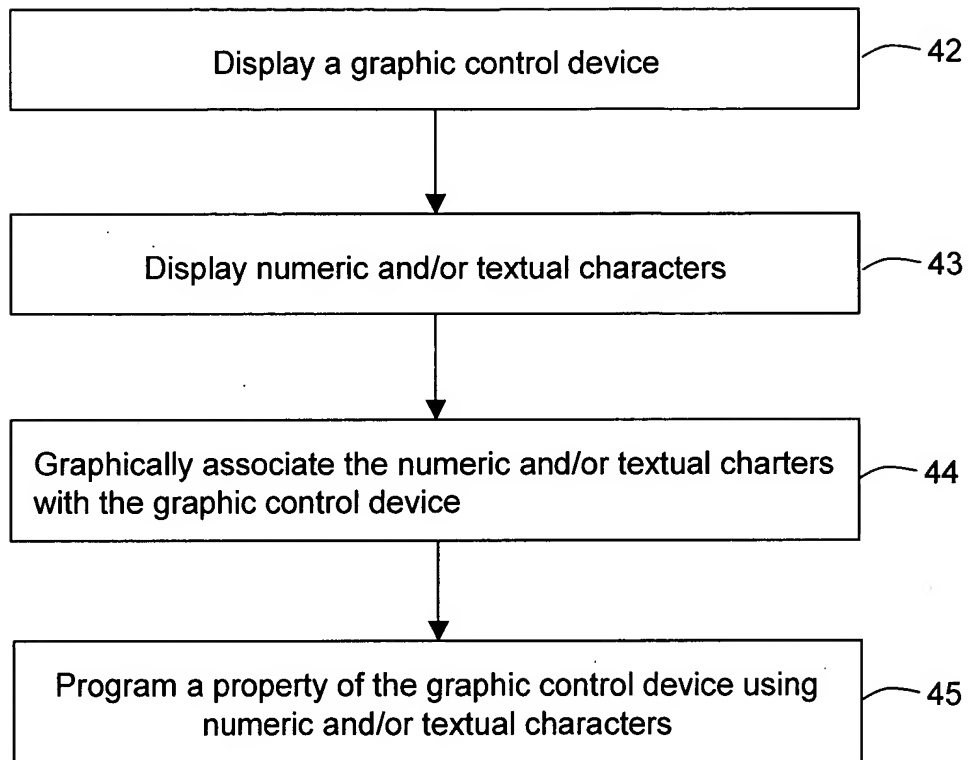 Display a graphic control device
42
Display numeric and/or textual characters
43
Graphically associate the numeric and/or textual charters
with the graphic control device
44
Program a property of the graphic control device using
numeric and/or textual characters
45